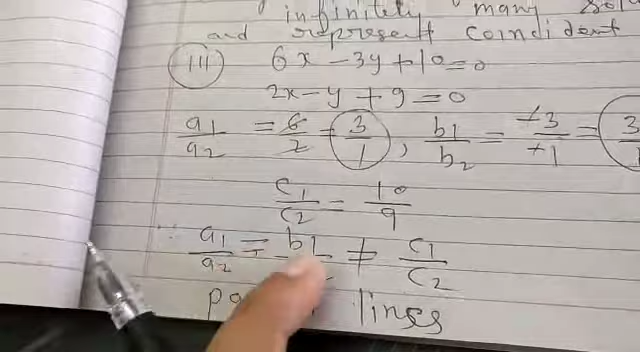 infinitely many
and represent coincident
(III) 6x - 3y + 10 = 0
2x - y + 9 = 0
a1/a2 = 6/2 = 3/1 , b1/b2 = -3/-1 = 3
c1/c2 = 10/9
∵ a1/a2 = b1 ≠ c1/c2
lines